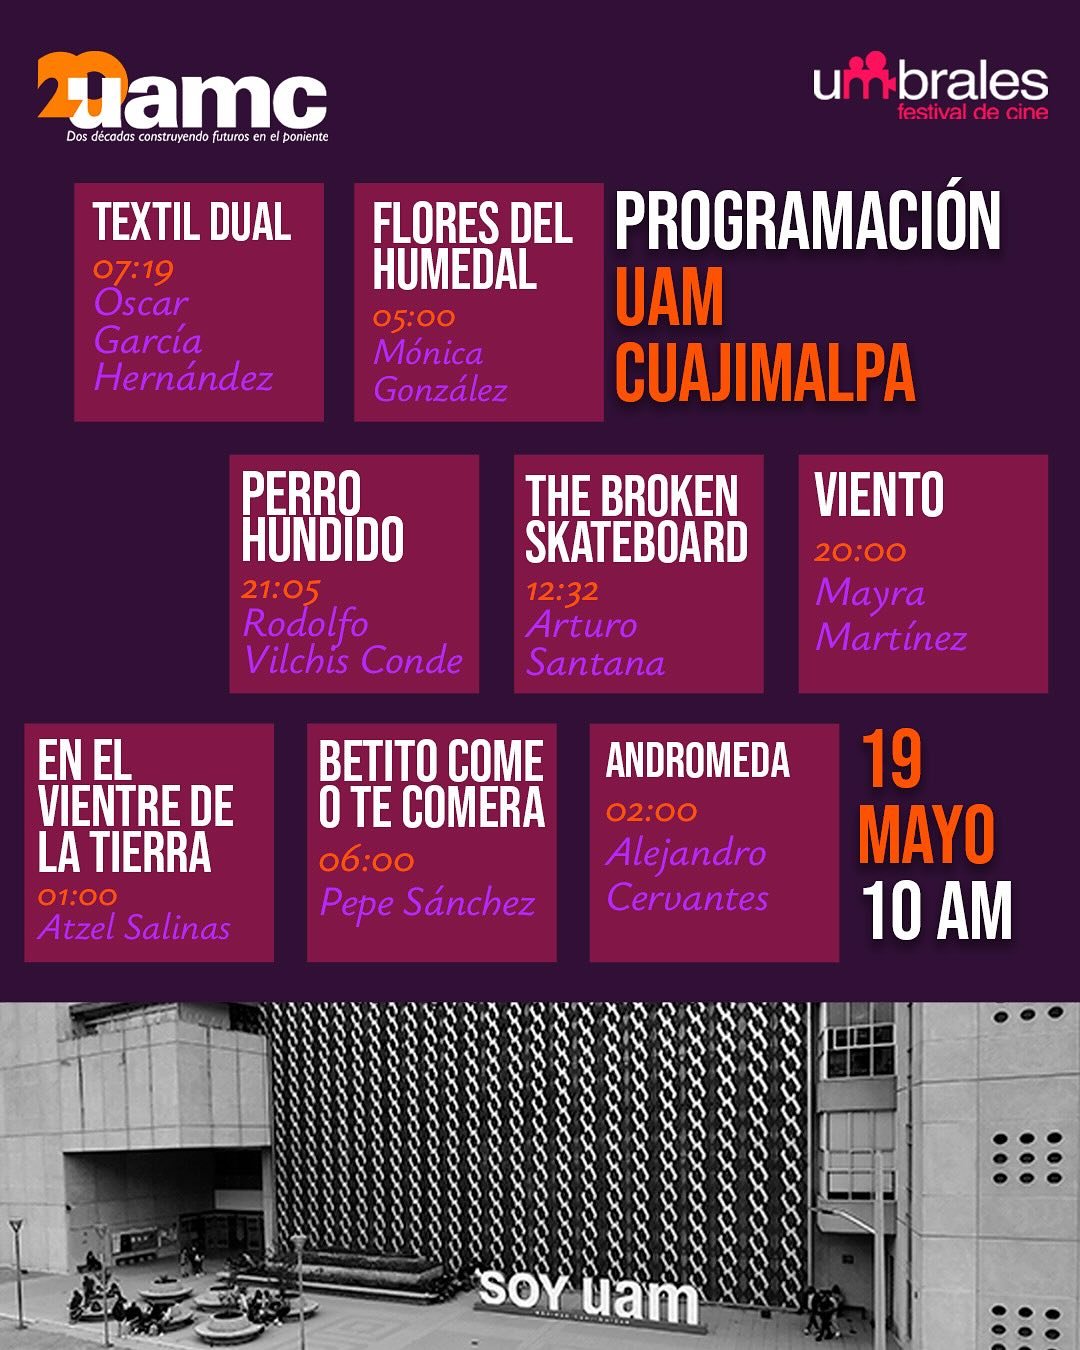 20uamc
Dos décadas construyendo futuros en el poniente
umbrales
festival de cine
PROGRAMACIÓN
UAM
CUAJIMALPA
TEXTIL DUAL
07:19
Oscar
García
Hernández
FLORES DEL
HUMEDAL
05:00
Mónica
González
PERRO
HUNDIDO
21:05
Rodolfo
Vilchis Conde
THE BROKEN
SKATEBOARD
12:32
Arturo
Santana
VIENTO
20:00
Mayra
Martínez
EN EL
VIENTRE DE
LA TIERRA
01:00
Atzel Salinas
BETITO COME
O TE COMERA
06:00
Pepe Sánchez
ANDROMEDA
02:00
Alejandro
Cervantes
19
MAYO
10 AM
SOY uam